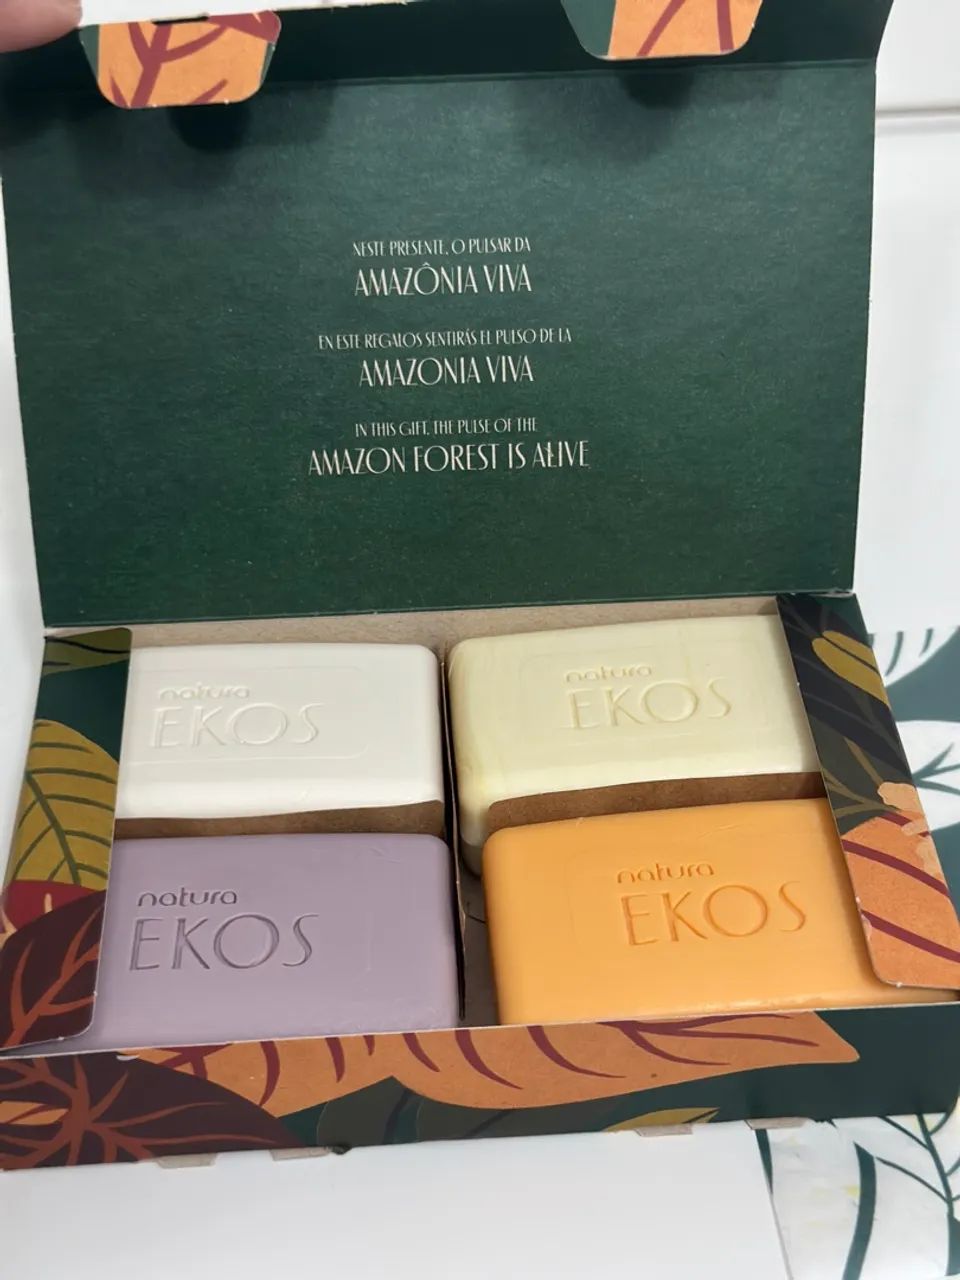 NESTE PRESENTE, O PULSAR DA
AMAZÔNIA VIVA
EN ESTE REGALOS SENTIRÁS EL PULSO DE LA
AMAZONIA VIVA
IN THIS GIFT, THE PULSE OF THE
AMAZON FOREST IS ALIVE
natura
EKOS
natura
EKOS
natura
EKOS
natura
EKOS